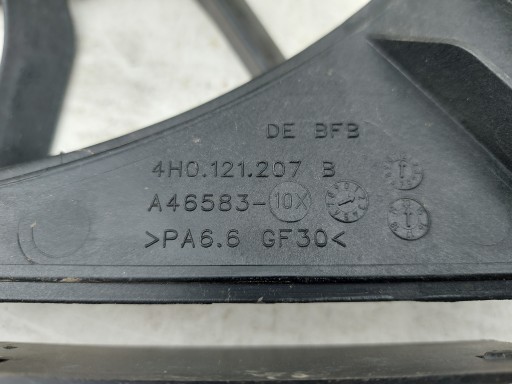 DE BFB
4H0.121.207 B
A46583-10X
>PA6.6 GF30<